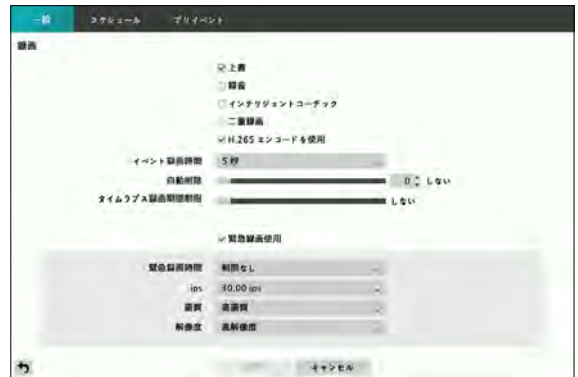 一般 スケジュール プリイベント
録画
上書
録音
インテリジェントコーデック
二重録画
H.265 エンコードを使用
イベント録画時間 5 秒
自動削除 0 しない
タイムラプス録画期間制限 しない
緊急録画使用
緊急録画時間 制限なし
ips 30.00 ips
画質 高画質
解像度 高解像度
キャンセル